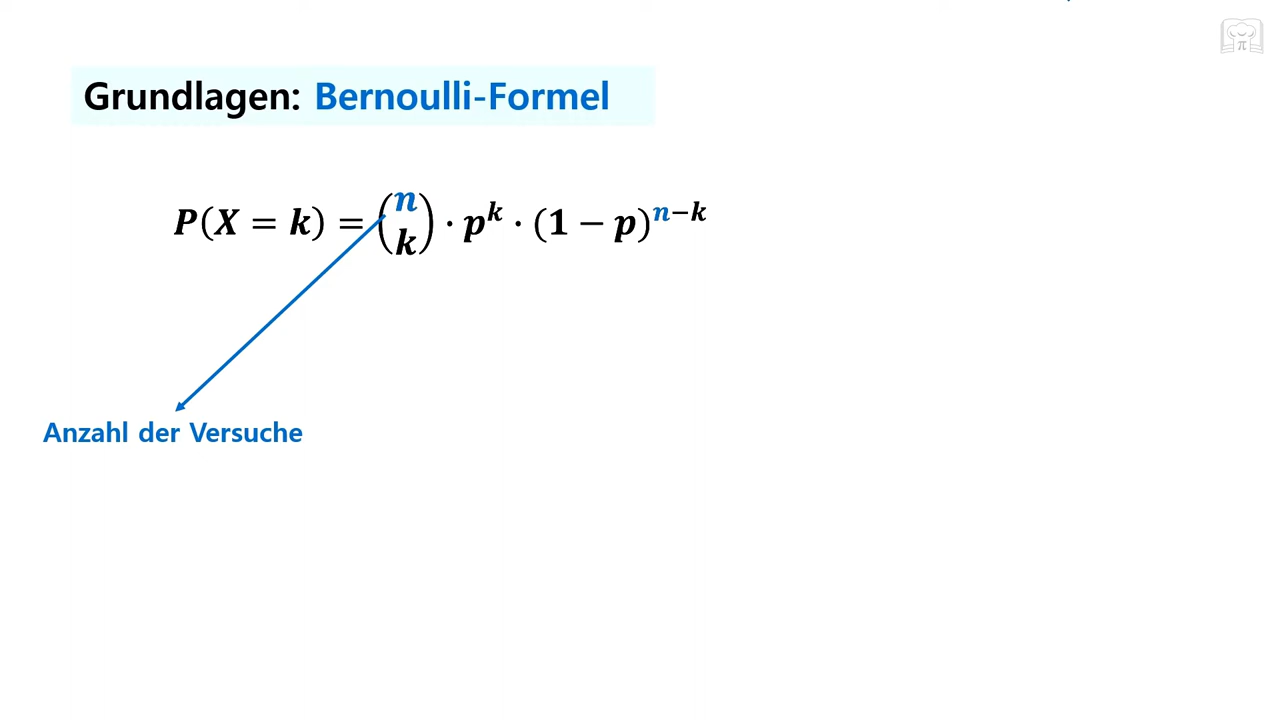 Grundlagen: Bernoulli-Formel
P(X = k) = (n k) · p^k · (1 − p)^{n−k}
Anzahl der Versuche
π